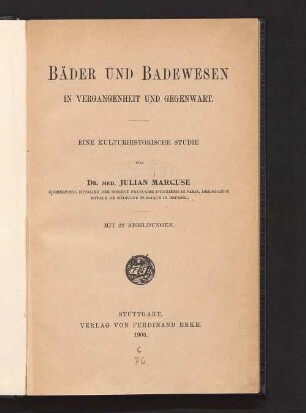 BÄDER UND BADEWESEN
IN VERGANGENHEIT UND GEGENWART.
EINE KULTURHISTORISCHE STUDIE
VON
DR. MED. JULIAN MARCUSE
MIT 22 ABBILDUNGEN.
STUTTGART.
VERLAG VON FERDINAND ENKE.
1903.